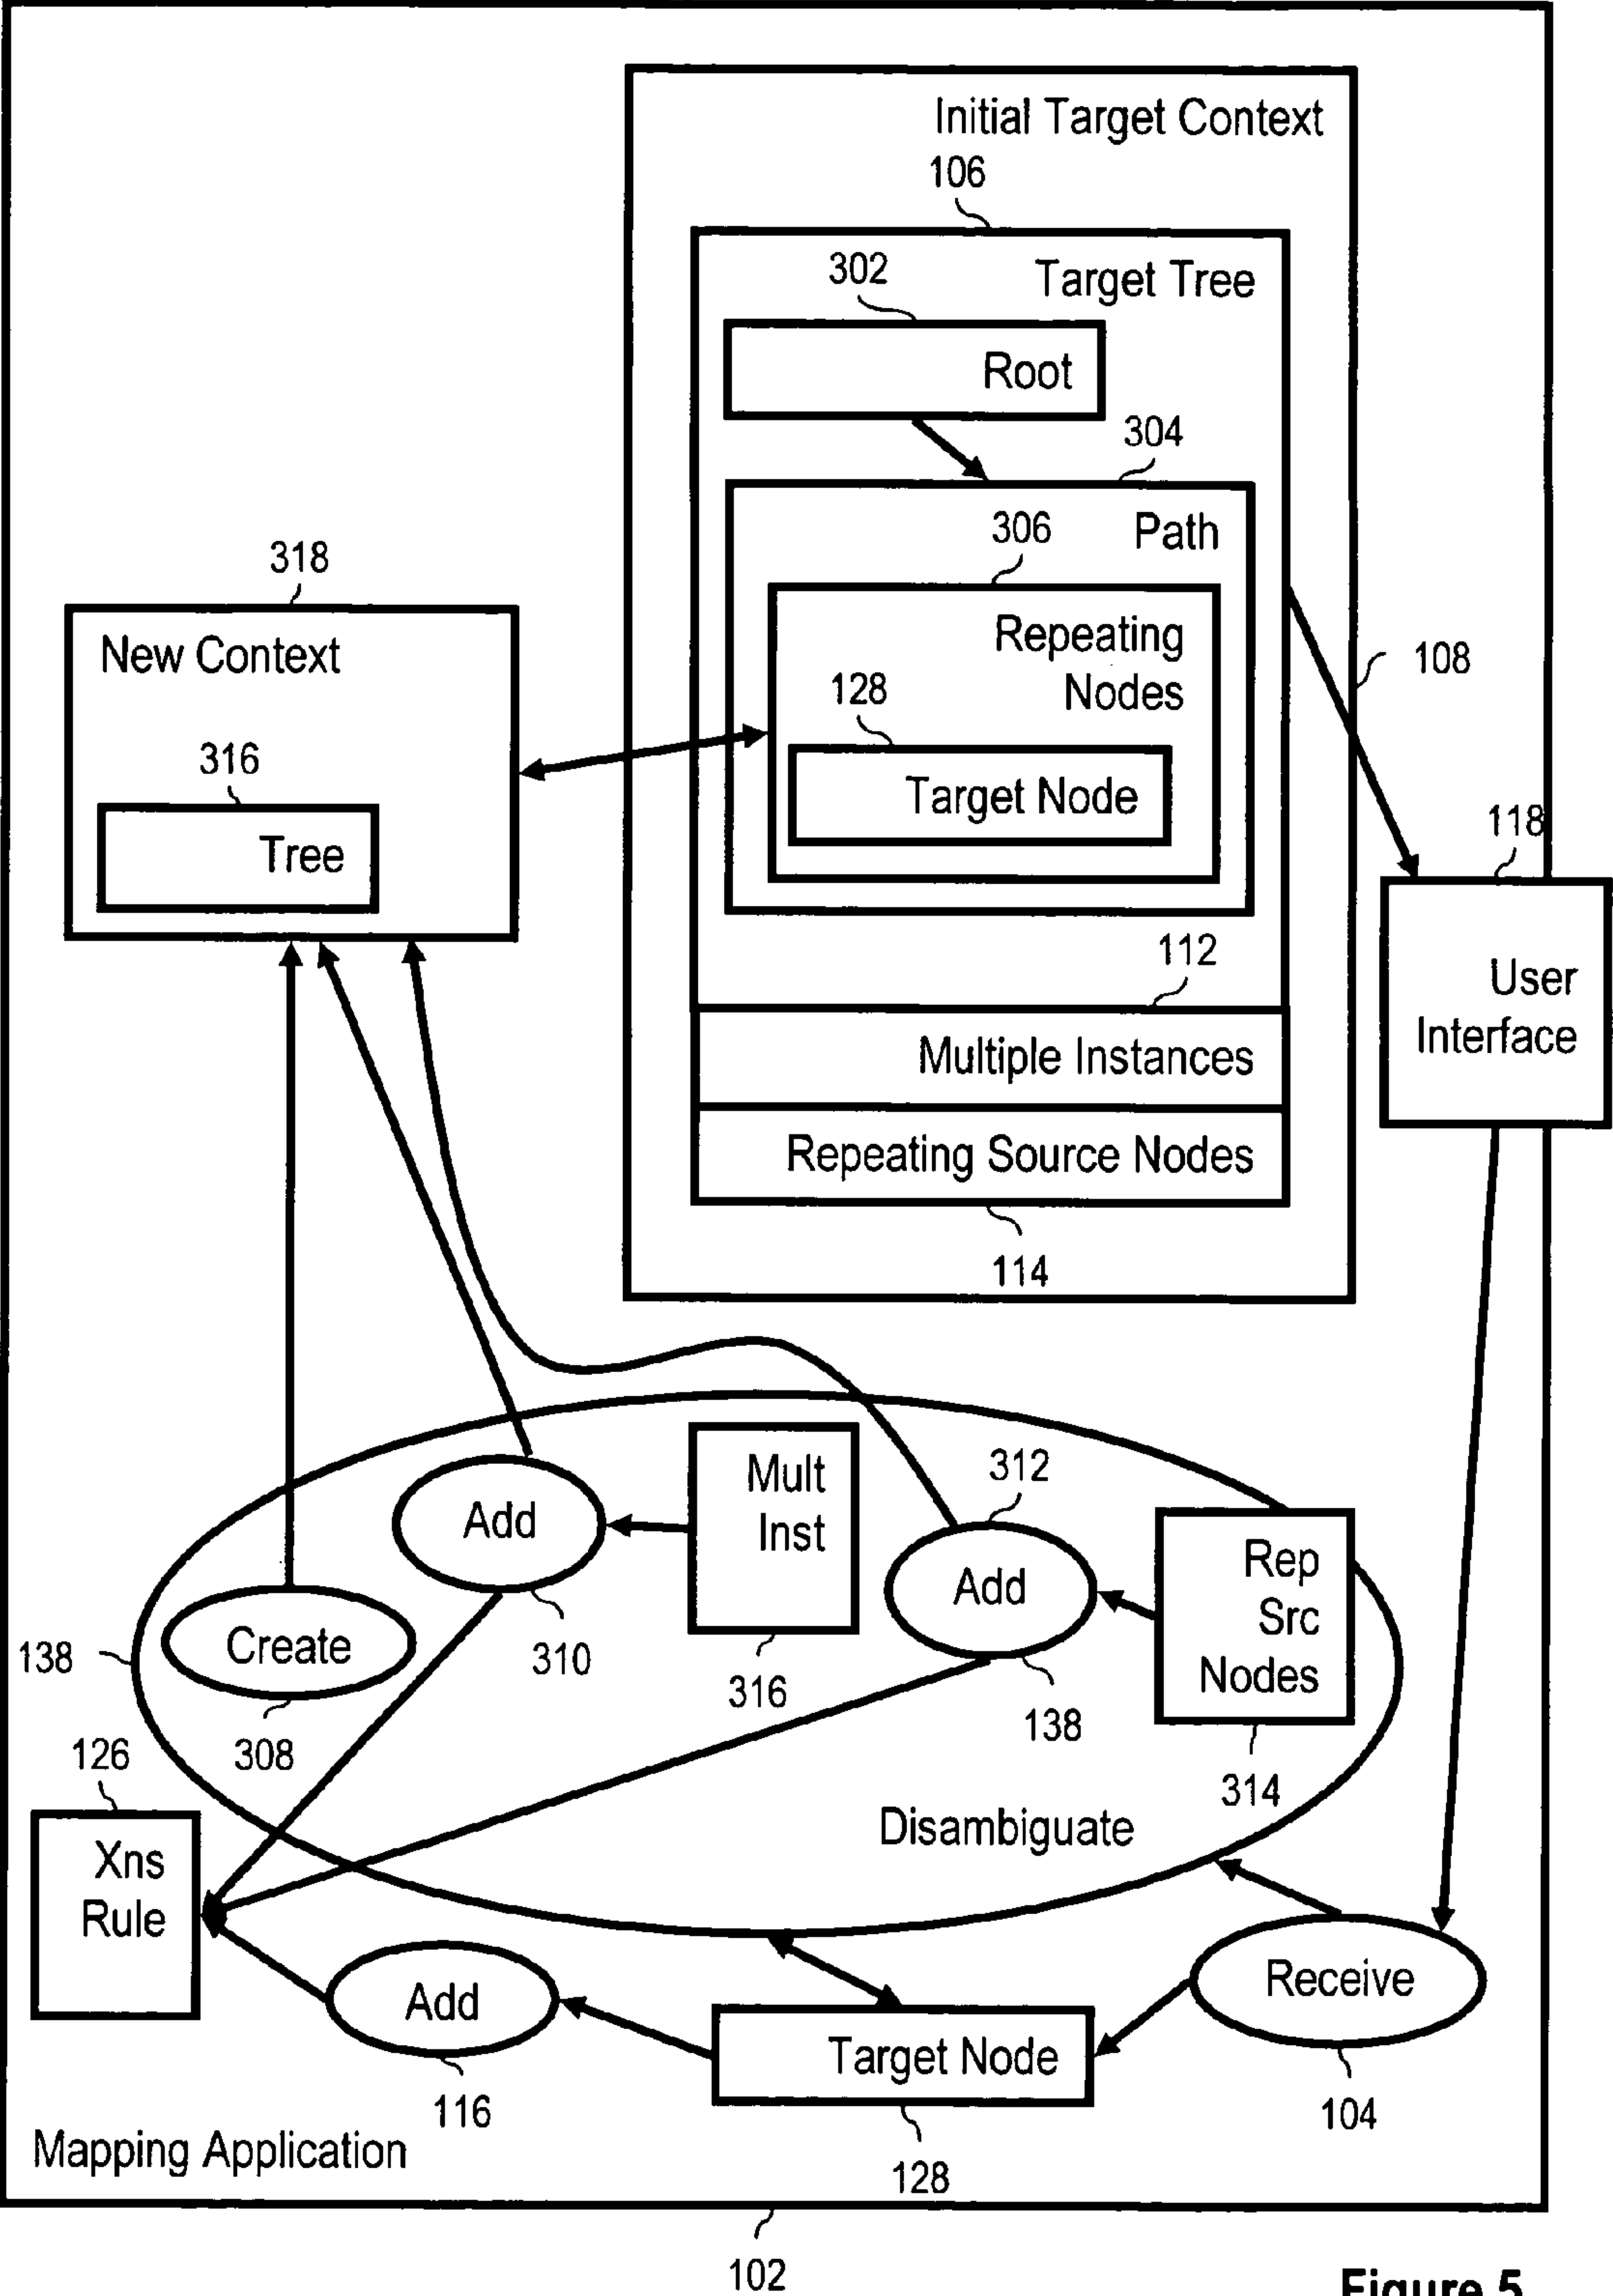 Initial Target Context
106
302
Target Tree
Root
304
306
Path
318
Repeating
Nodes
New Context
108
128
316
Target Node
118
Tree
112
User
Interface
Multiple Instances
Repeating Source Nodes
114
312
Mult
Inst
Add
Rep
Src
Nodes
Add
Create
138
310
316
138
308
126
314
Disambiguate
Xns
Rule
Receive
Add
Target Node
116
104
Mapping Application
128
102
Figure 5